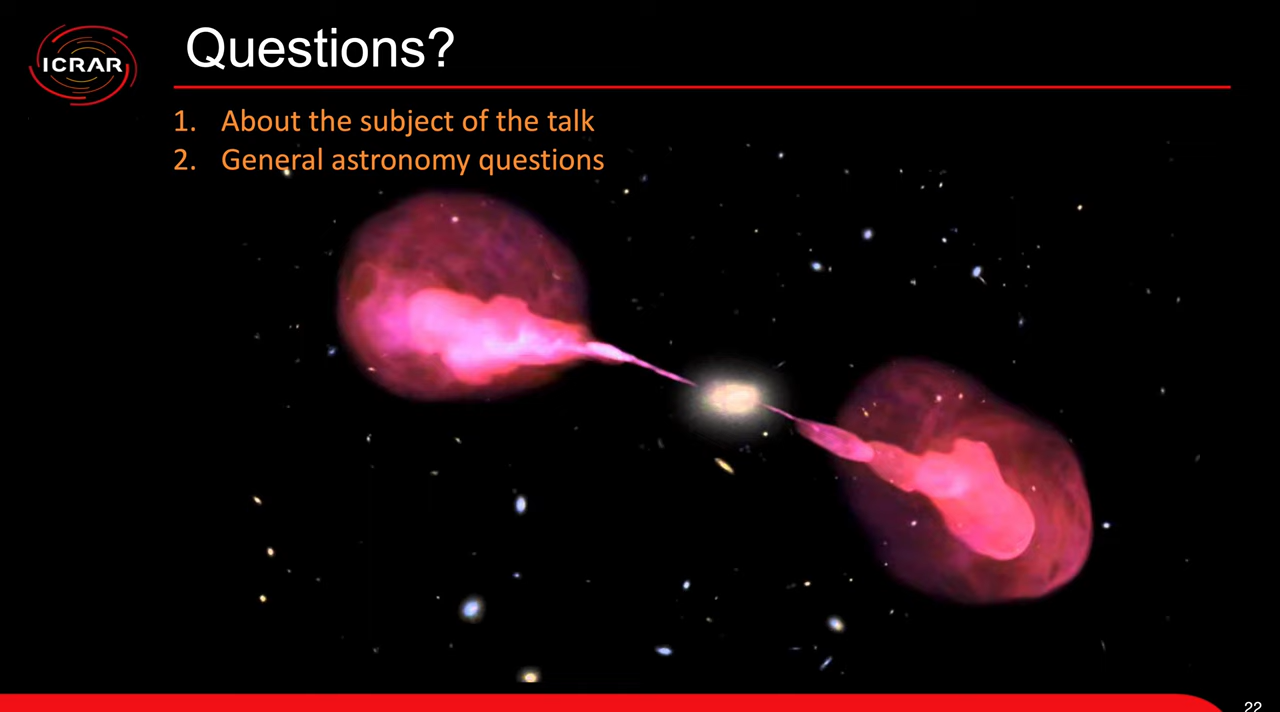 ICRAR
Questions?
1. About the subject of the talk
2. General astronomy questions
22